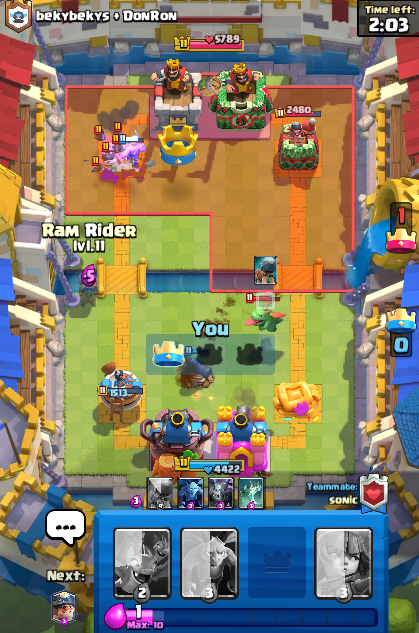 bekybekys + DonRon
5789
Time left:
2:03
2480
Ram Rider
lvl.11
1
-5
You
0
1513
4422
Teammate:
sonic
3
...
2
3
3
Next:
1
Max: 10